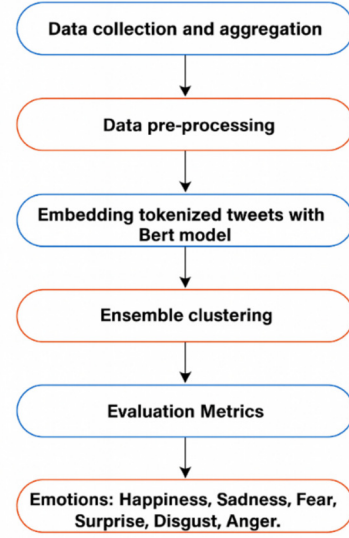 Data collection and aggregation
Data pre-processing
Embedding tokenized tweets with
Bert model
Ensemble clustering
Evaluation Metrics
Emotions: Happiness, Sadness, Fear,
Surprise, Disgust, Anger.